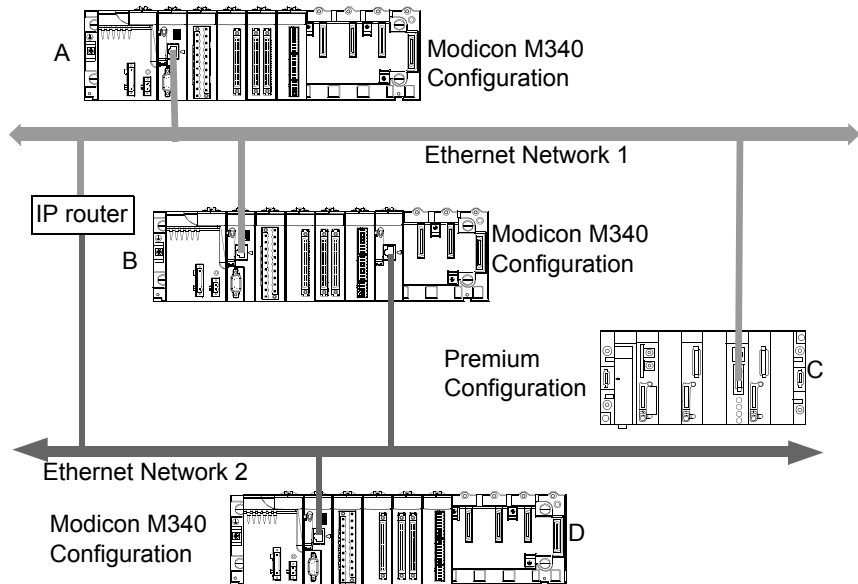 A
Modicon M340
Configuration
Ethernet Network 1
IP router
B
Modicon M340
Configuration
Premium
Configuration
C
Ethernet Network 2
Modicon M340
Configuration
D